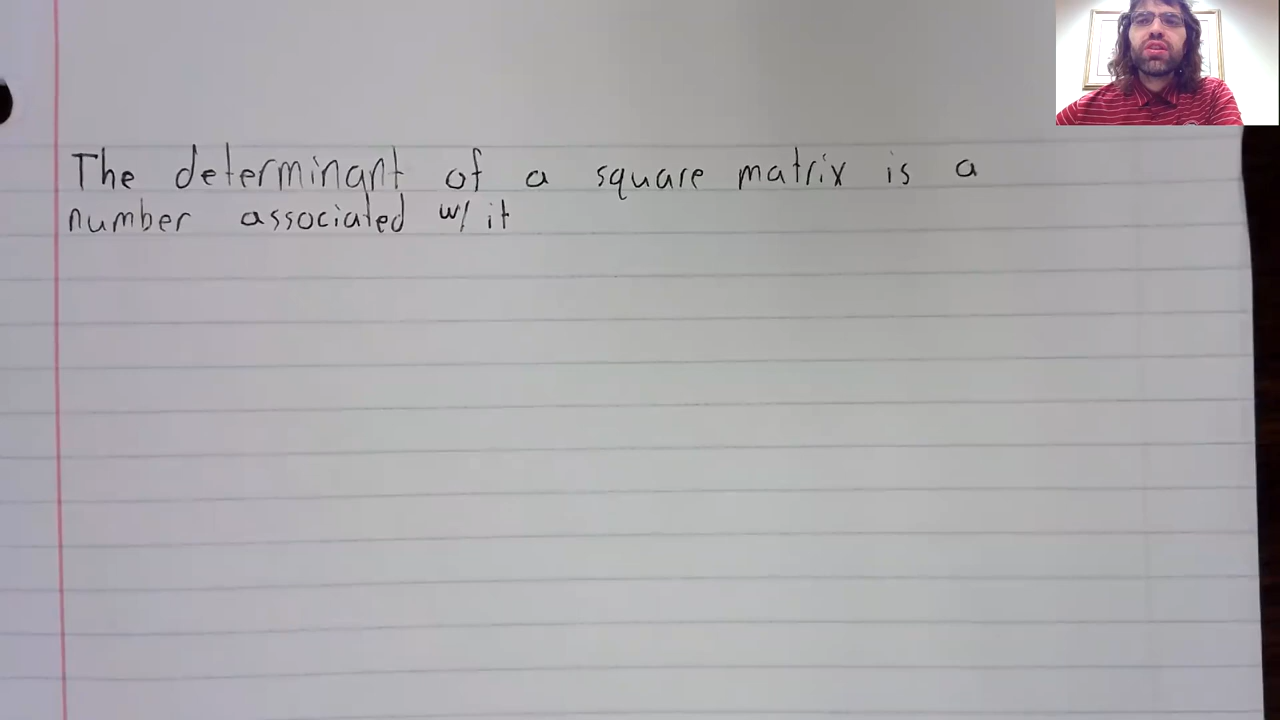 The determinant of a square matrix is a
number associated w/ it